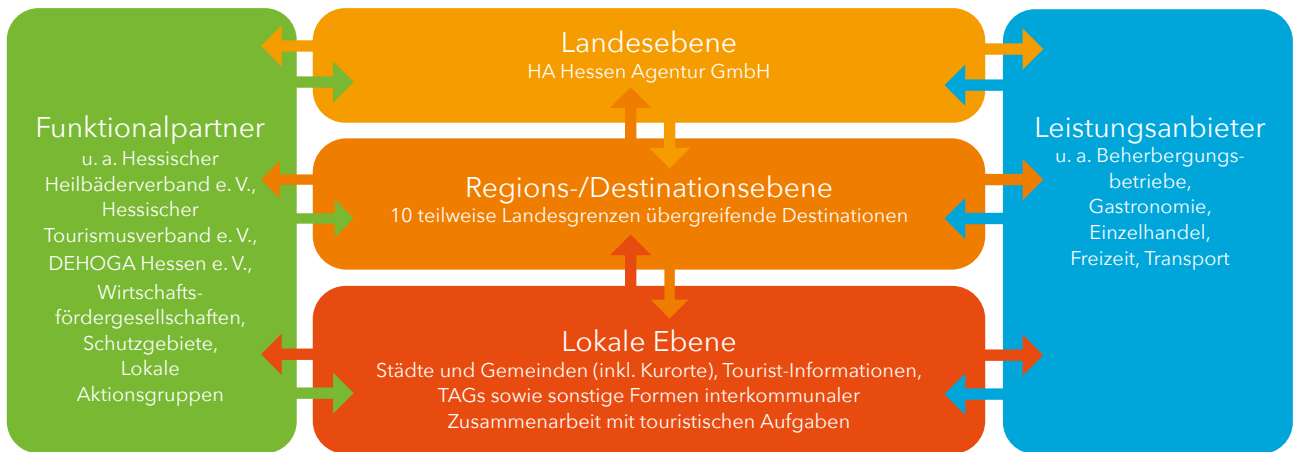 Funktionalpartner
u. a. Hessischer
Heilbäderverband e. V.,
Hessischer
Tourismusverband e. V.,
DEHOGA Hessen e. V.,
Wirtschafts-
fördergesellschaften,
Schutzgebiete,
Lokale
Aktionsgruppen
Landesebene
HA Hessen Agentur GmbH
Regions-/Destinationsebene
10 teilweise Landesgrenzen übergreifende Destinationen
Lokale Ebene
Städte und Gemeinden (inkl. Kurorte), Tourist-Informationen,
TAGs sowie sonstige Formen interkommunaler
Zusammenarbeit mit touristischen Aufgaben
Leistungsanbieter
u. a. Beherbergungs-
betriebe,
Gastronomie,
Einzelhandel,
Freizeit, Transport